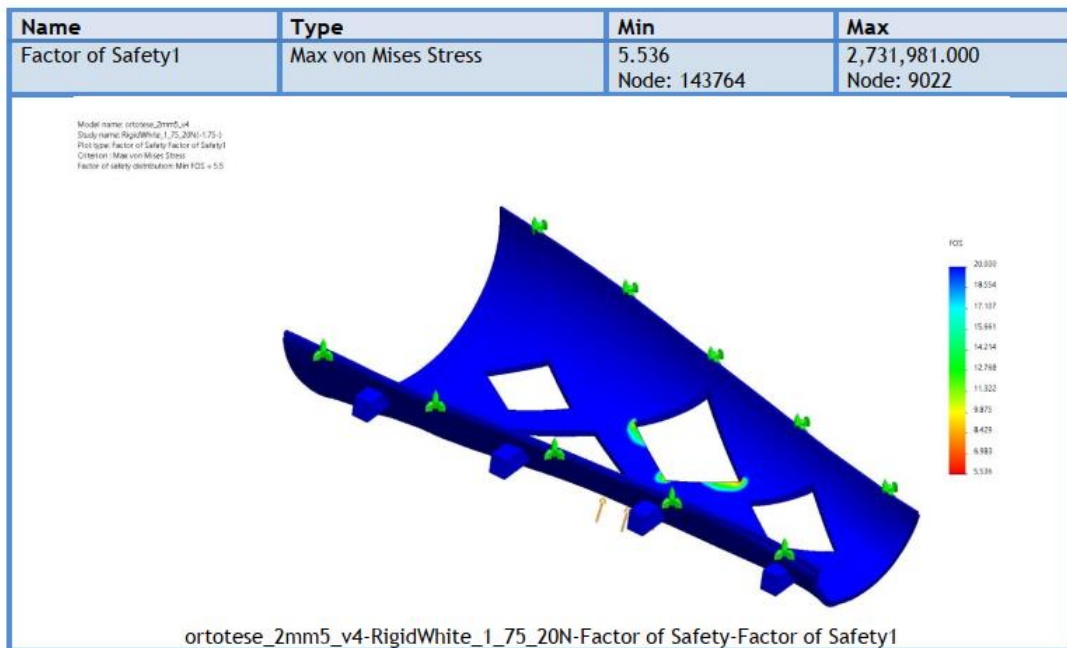 Name Type Min Max
Factor of Safety1 Max von Mises Stress 5.536 2,731,981.000
Node: 143764 Node: 9022
Model name: ortotese_2mm5_v4
Study name: RigidWhite_1_75_20N(-1.75-)
Plot type: Factor of Safety Factor of Safety1
Criterion : Max von Mises Stress
Factor of safety distribution: Min FOS = 5.5
FOS
20.000
18.554
17.107
15.661
14.214
12.768
11.322
9.875
8.429
6.983
5.536
ortotese_2mm5_v4-RigidWhite_1_75_20N-Factor of Safety-Factor of Safety1